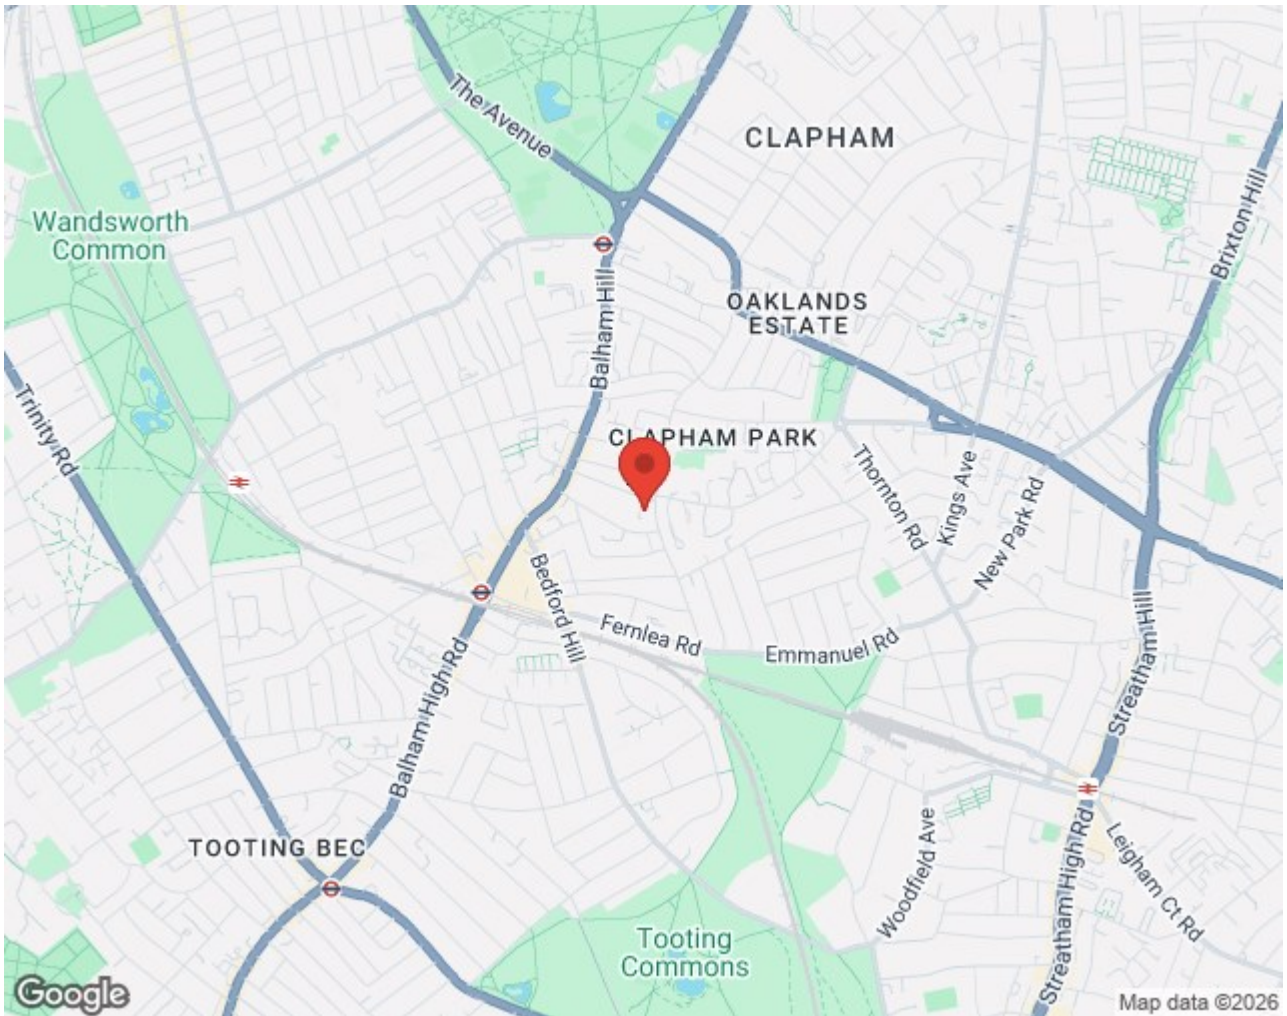 The Avenue
CLAPHAM
Wandsworth
Common
Brixton Hill
Balham Hill
OAKLANDS
ESTATE
Trinity Rd
CLAPHAM PARK
Thornton Rd
Kings Ave
New Park Rd
Bedford Hill
Fernlea Rd
Emmanuel Rd
Streatham Hill
Balham High Rd
TOOTING BEC
Woodfield Ave
Leigham Ct Rd
Streatham High Rd
Tooting
Commons
Google
Map data ©2026